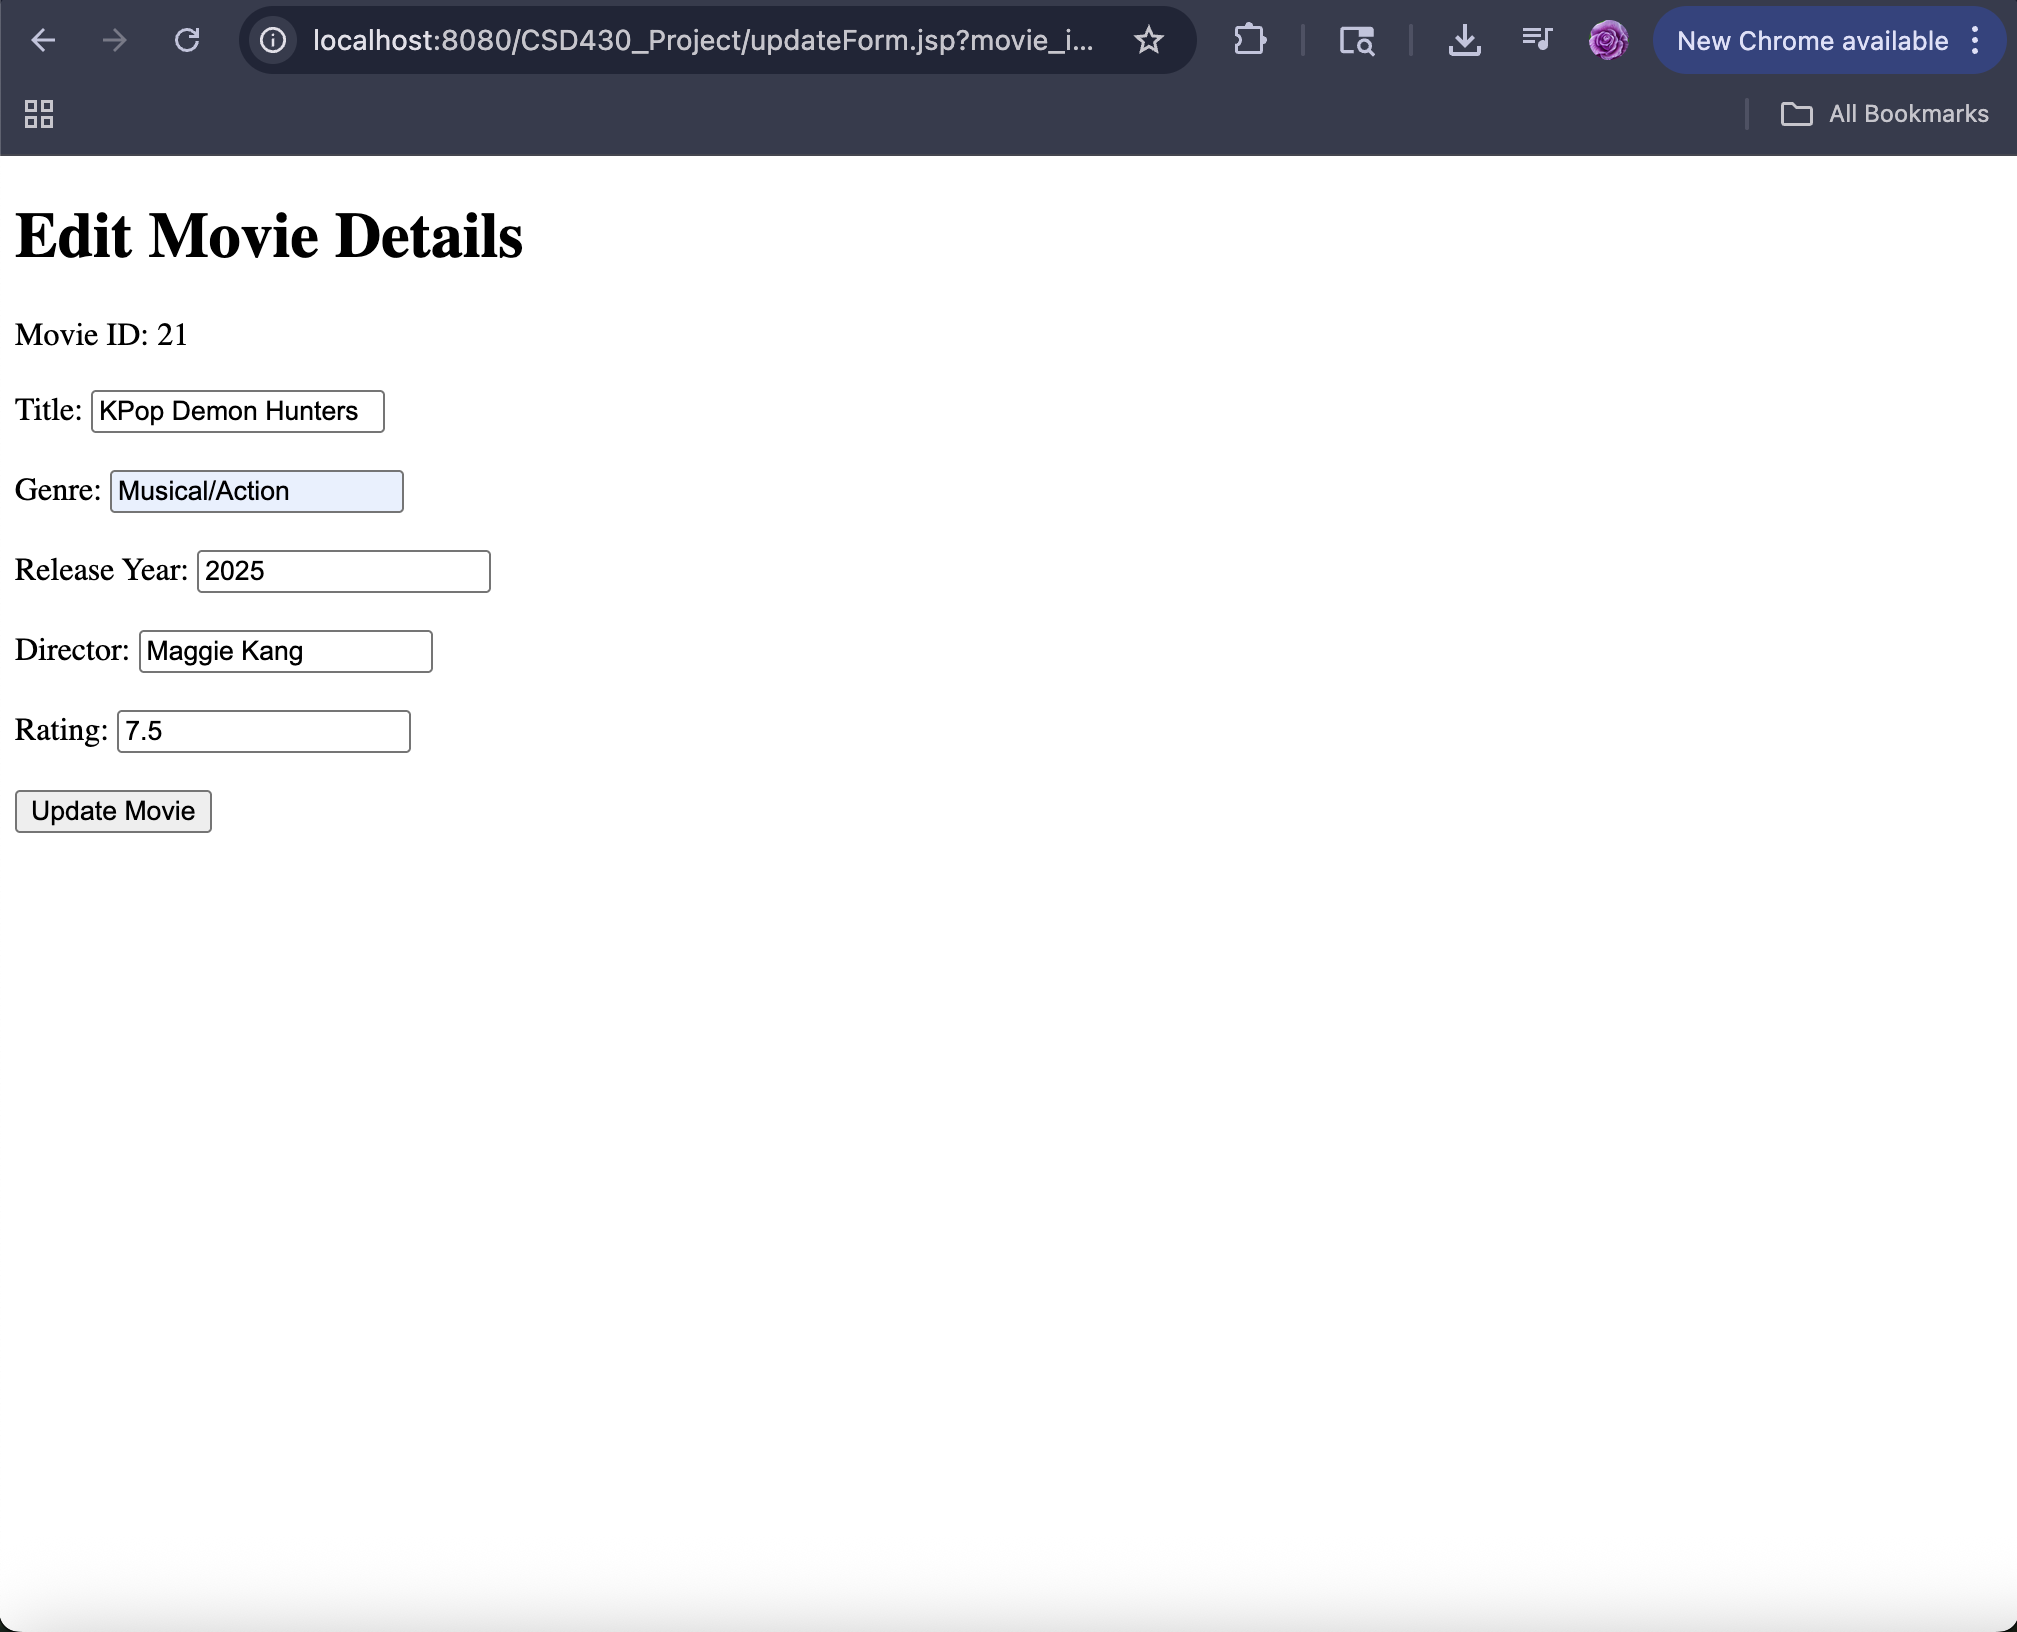 localhost:8080/CSD430_Project/updateForm.jsp?movie_i...
New Chrome available
All Bookmarks
Edit Movie Details
Movie ID: 21
Title: KPop Demon Hunters
Genre: Musical/Action
Release Year: 2025
Director: Maggie Kang
Rating: 7.5
Update Movie